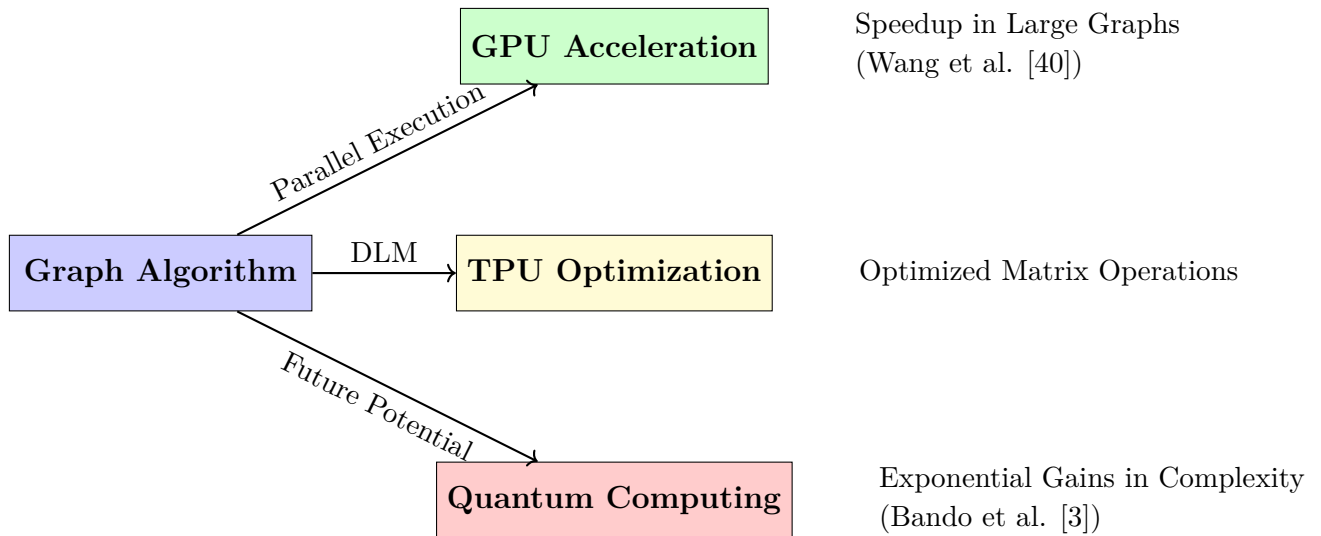 GPU Acceleration
Speedup in Large Graphs
(Wang et al. [40])
Parallel Execution
Graph Algorithm
DLM
TPU Optimization
Optimized Matrix Operations
Future Potential
Quantum Computing
Exponential Gains in Complexity
(Bando et al. [3])